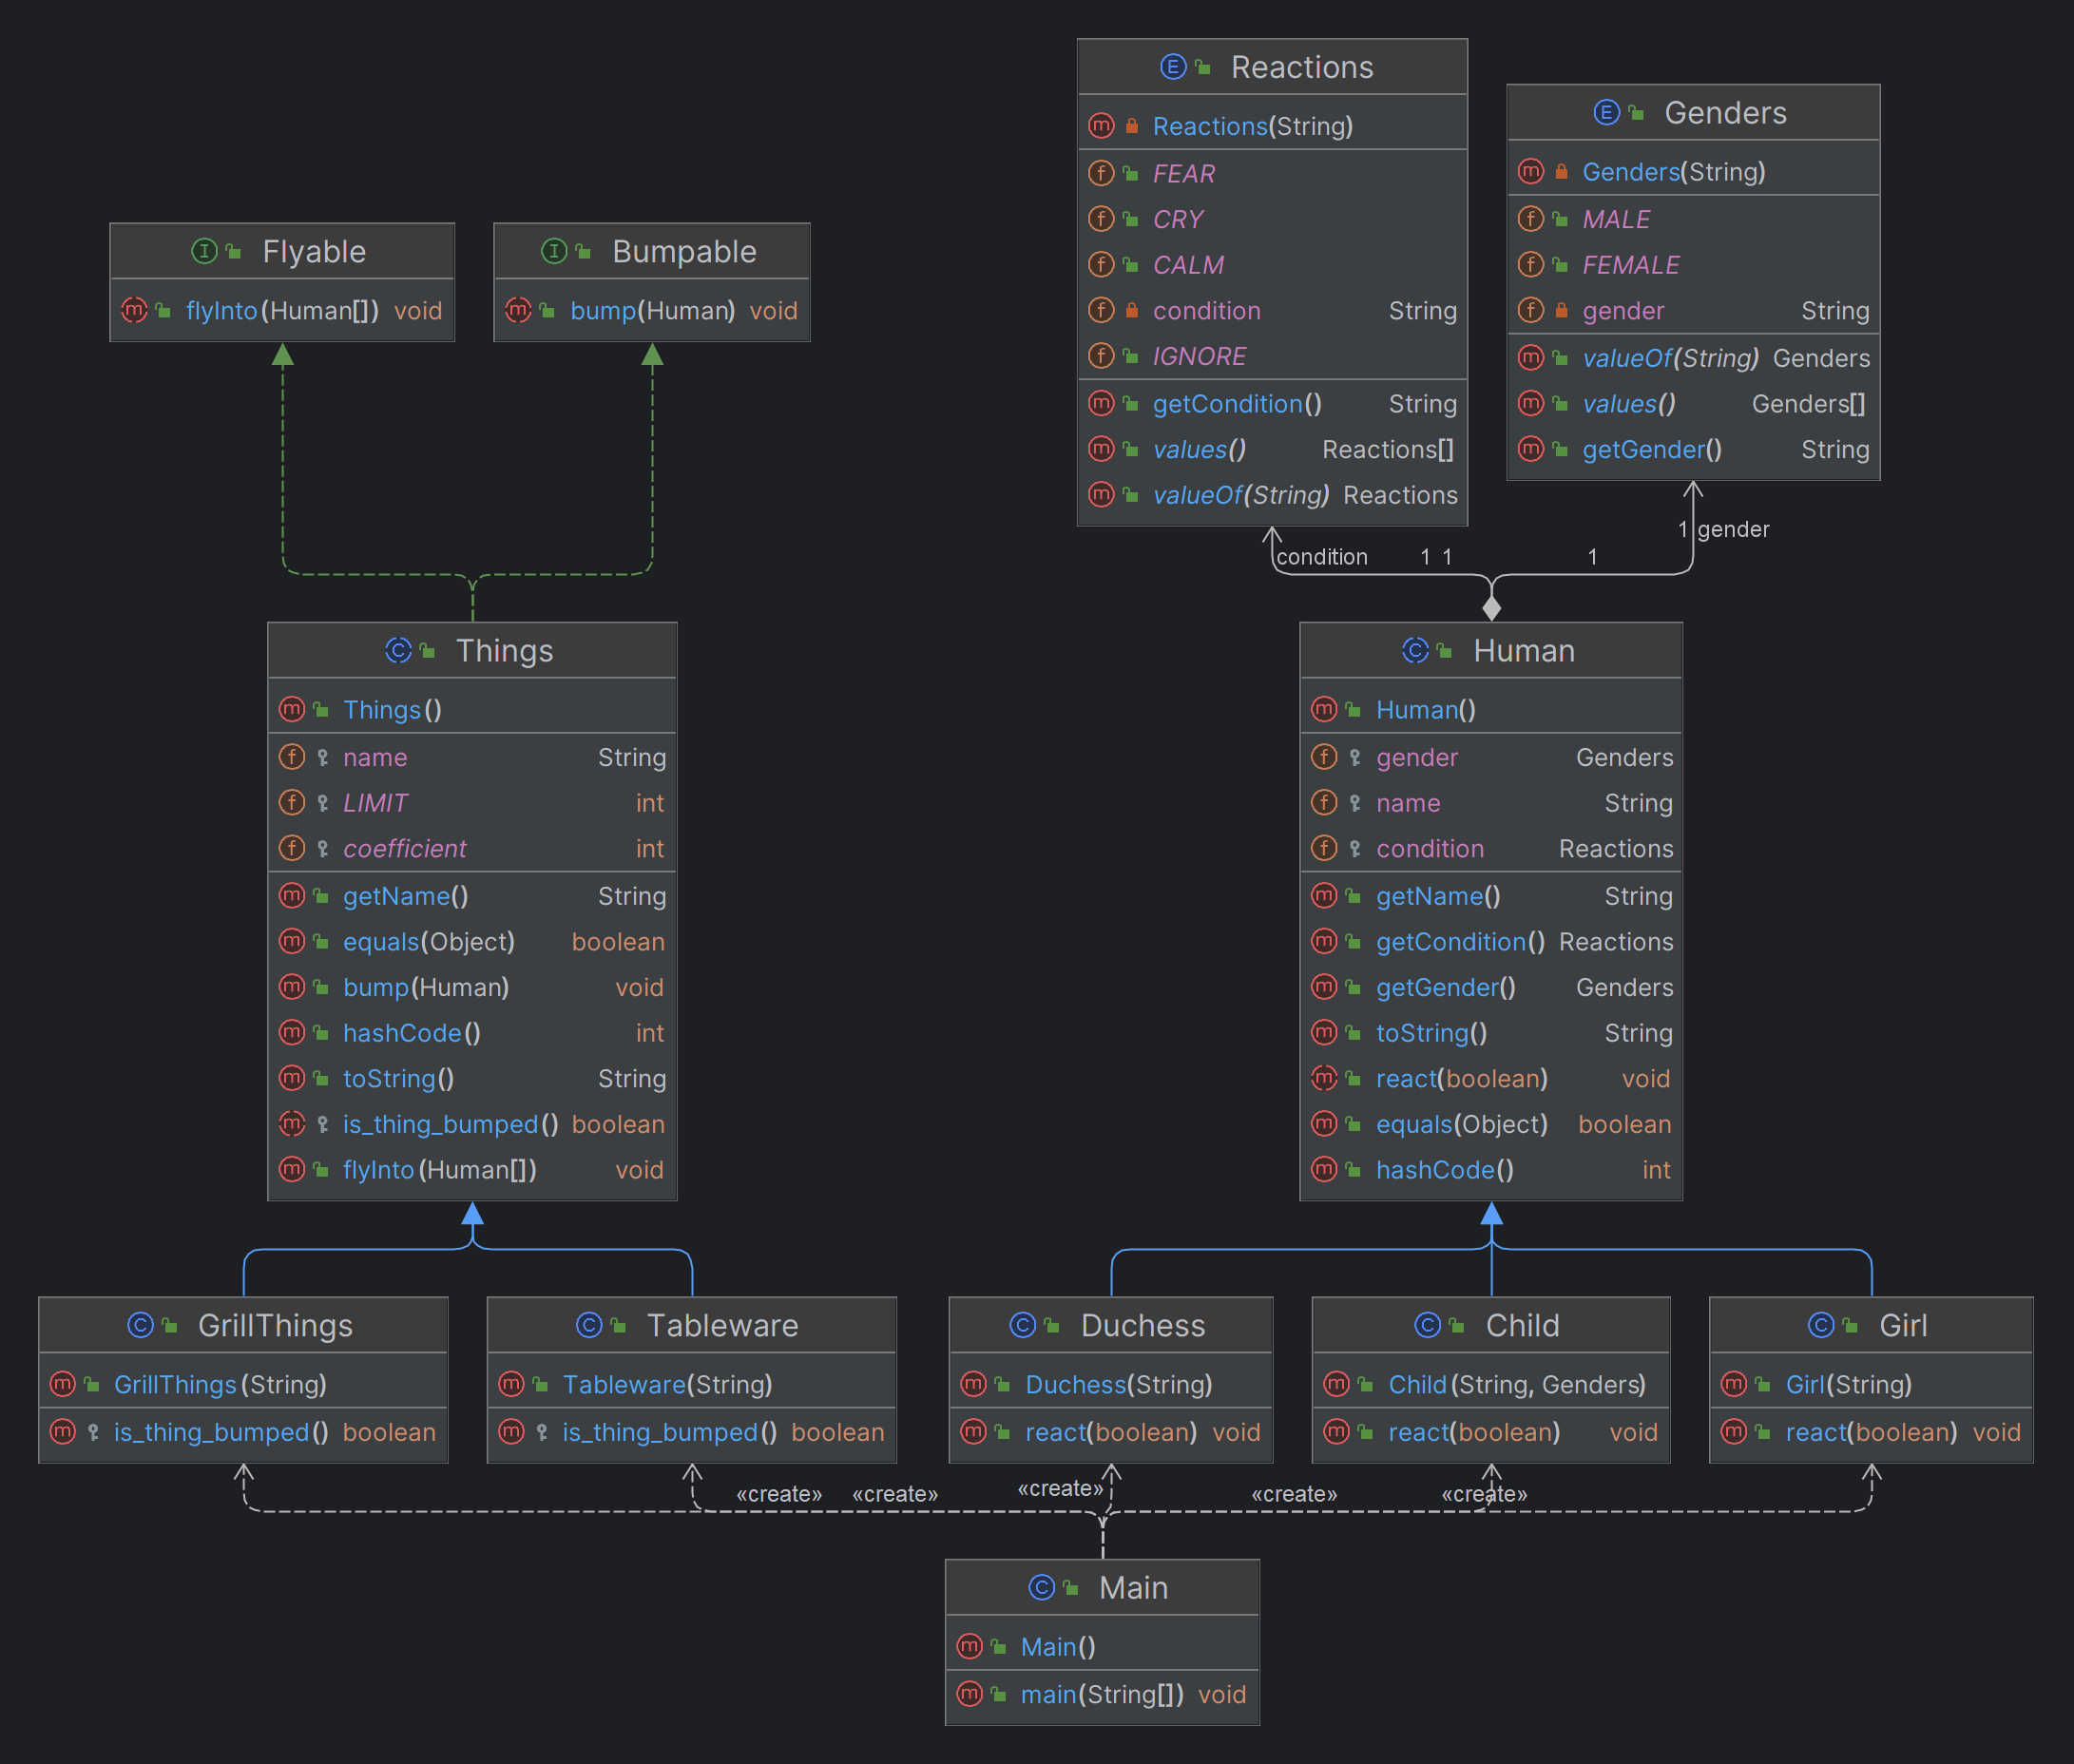 Reactions
Reactions(String)
FEAR
CRY
CALM
condition String
IGNORE
getCondition() String
values() Reactions[]
valueOf(String) Reactions
Genders
Genders(String)
MALE
FEMALE
gender String
valueOf(String) Genders
values() Genders[]
getGender() String
Flyable
flyInto(Human[]) void
Bumpable
bump(Human) void
1 gender
condition 1 1 1
Things
Things()
name String
LIMIT int
coefficient int
getName() String
equals(Object) boolean
bump(Human) void
hashCode() int
toString() String
is_thing_bumped() boolean
flyInto(Human[]) void
Human
Human()
gender Genders
name String
condition Reactions
getName() String
getCondition() Reactions
getGender() Genders
toString() String
react(boolean) void
equals(Object) boolean
hashCode() int
GrillThings
GrillThings(String)
is_thing_bumped() boolean
Tableware
Tableware(String)
is_thing_bumped() boolean
Duchess
Duchess(String)
react(boolean) void
Child
Child(String, Genders)
react(boolean) void
Girl
Girl(String)
react(boolean) void
«create» «create» «create» «create» «create»
Main
Main()
main(String[]) void